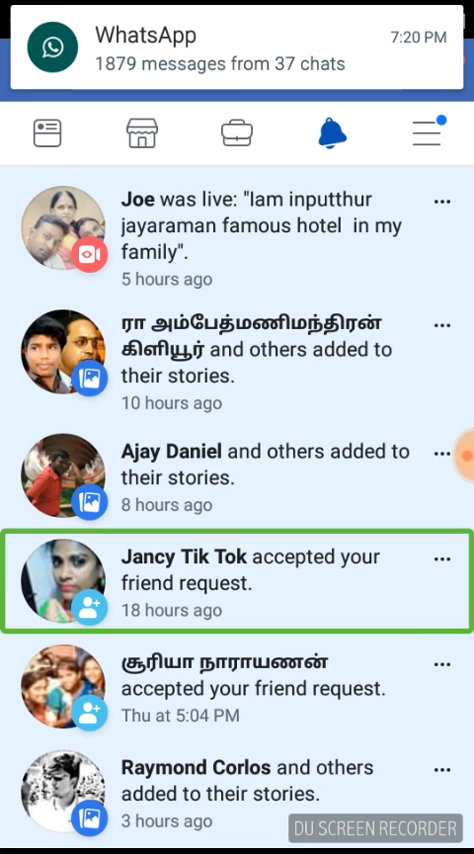 WhatsApp 7:20 PM
1879 messages from 37 chats
Joe was live: "Iam inputthur
jayaraman famous hotel in my
family".
5 hours ago
ரா அம்பேத்மணிமந்திரன்
கிளியூர் and others added to
their stories.
10 hours ago
Ajay Daniel and others added to
their stories.
8 hours ago
Jancy Tik Tok accepted your
friend request.
18 hours ago
சூரியா நாராயணன்
accepted your friend request.
Thu at 5:04 PM
Raymond Corlos and others
added to their stories.
3 hours ago
DU SCREEN RECORDER